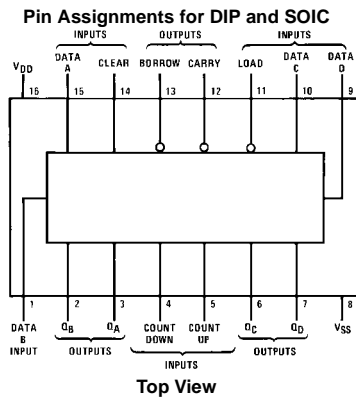 Pin Assignments for DIP and SOIC
INPUTS OUTPUTS INPUTS
VDD DATA A CLEAR BORROW CARRY LOAD DATA C DATA D
16 15 14 13 12 11 10 9
1 2 3 4 5 6 7 8
DATA B INPUT QB QA COUNT DOWN COUNT UP QC QD VSS
OUTPUTS OUTPUTS
INPUTS
Top View